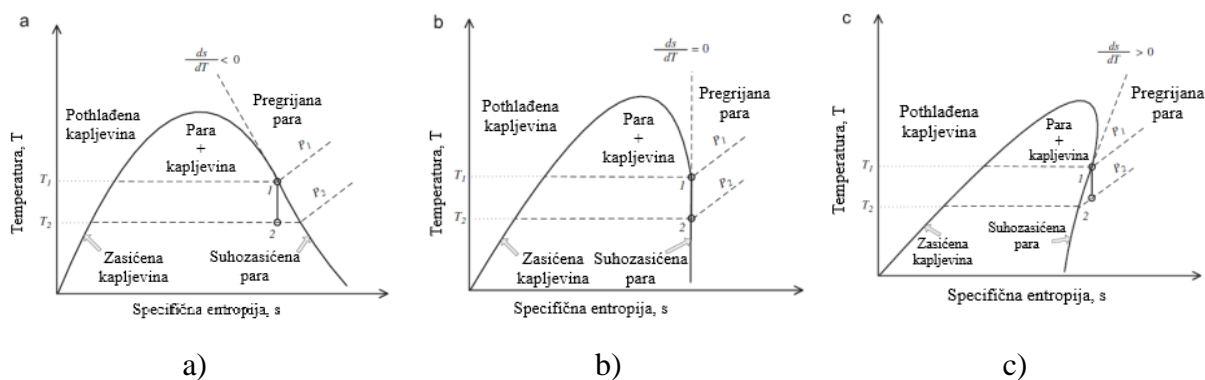 a
ds/dT < 0
Pothlađena
kapljevina
Pregrijana
para
Para
+
kapljevina
P1
P2
T1
T2
1
2
Temperatura, T
Zasićena
kapljevina
Suhozasićena
para
Specifična entropija, s
a)
b
ds/dT = 0
Pothlađena
kapljevina
Pregrijana
para
Para
+
kapljevina
P1
P2
T1
T2
1
2
Temperatura, T
Zasićena
kapljevina
Suhozasićena
para
Specifična entropija, s
b)
c
ds/dT > 0
Pothlađena
kapljevina
Pregrijana
para
Para
+
kapljevina
P1
P2
T1
T2
1
2
Temperatura, T
Zasićena
kapljevina
Suhozasićena
para
Specifična entropija, s
c)